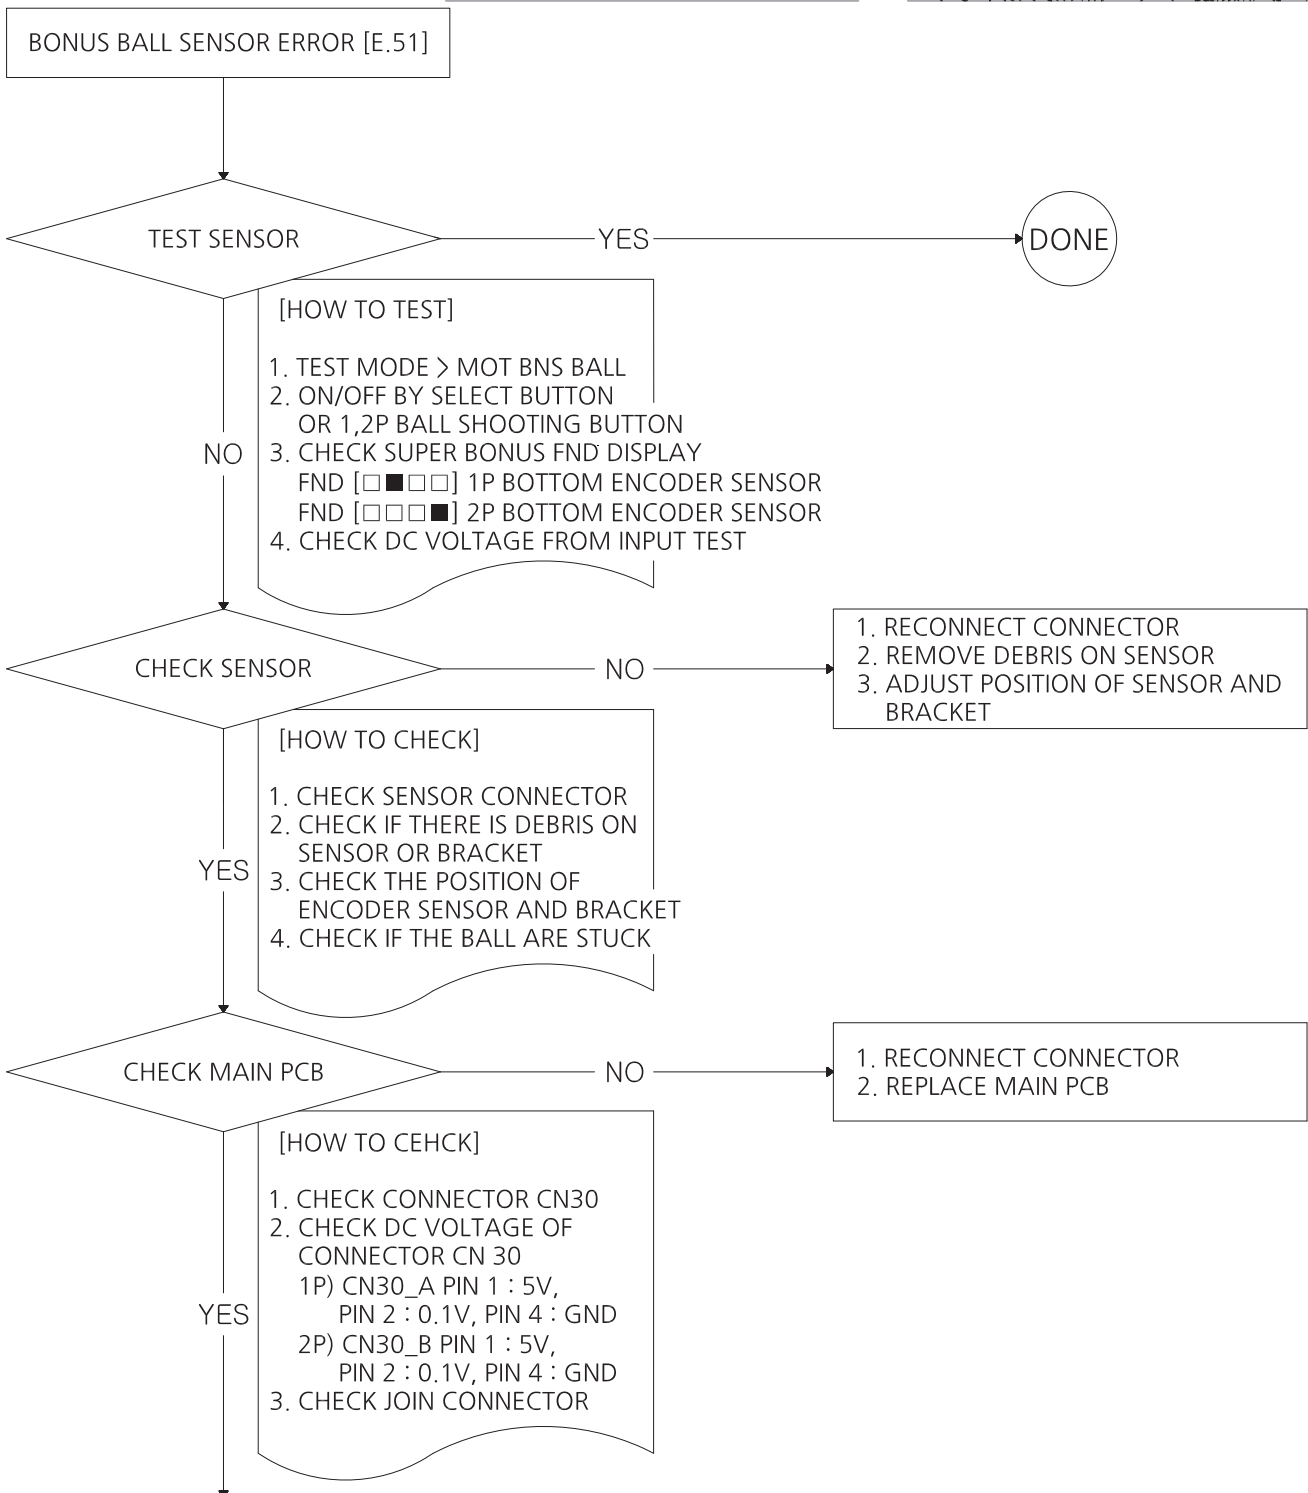 BONUS BALL SENSOR ERROR [E.51]
TEST SENSOR
YES
DONE
[HOW TO TEST]
1. TEST MODE > MOT BNS BALL
2. ON/OFF BY SELECT BUTTON
OR 1,2P BALL SHOOTING BUTTON
3. CHECK SUPER BONUS FND DISPLAY
FND [□■□□] 1P BOTTOM ENCODER SENSOR
FND [□□□■] 2P BOTTOM ENCODER SENSOR
4. CHECK DC VOLTAGE FROM INPUT TEST
NO
CHECK SENSOR
NO
1. RECONNECT CONNECTOR
2. REMOVE DEBRIS ON SENSOR
3. ADJUST POSITION OF SENSOR AND
BRACKET
[HOW TO CHECK]
1. CHECK SENSOR CONNECTOR
2. CHECK IF THERE IS DEBRIS ON
SENSOR OR BRACKET
3. CHECK THE POSITION OF
ENCODER SENSOR AND BRACKET
4. CHECK IF THE BALL ARE STUCK
YES
CHECK MAIN PCB
NO
1. RECONNECT CONNECTOR
2. REPLACE MAIN PCB
[HOW TO CEHCK]
1. CHECK CONNECTOR CN30
2. CHECK DC VOLTAGE OF
CONNECTOR CN 30
1P) CN30_A PIN 1 : 5V,
PIN 2 : 0.1V, PIN 4 : GND
2P) CN30_B PIN 1 : 5V,
PIN 2 : 0.1V, PIN 4 : GND
3. CHECK JOIN CONNECTOR
YES